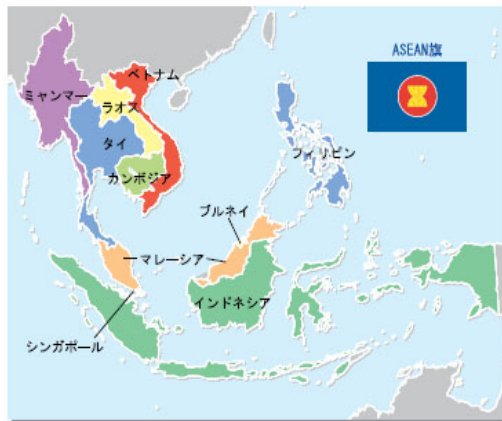 ASEAN旗
ベトナム
ミャンマー
ラオス
タイ
フィリピン
カンボジア
ブルネイ
マレーシア
インドネシア
シンガポール